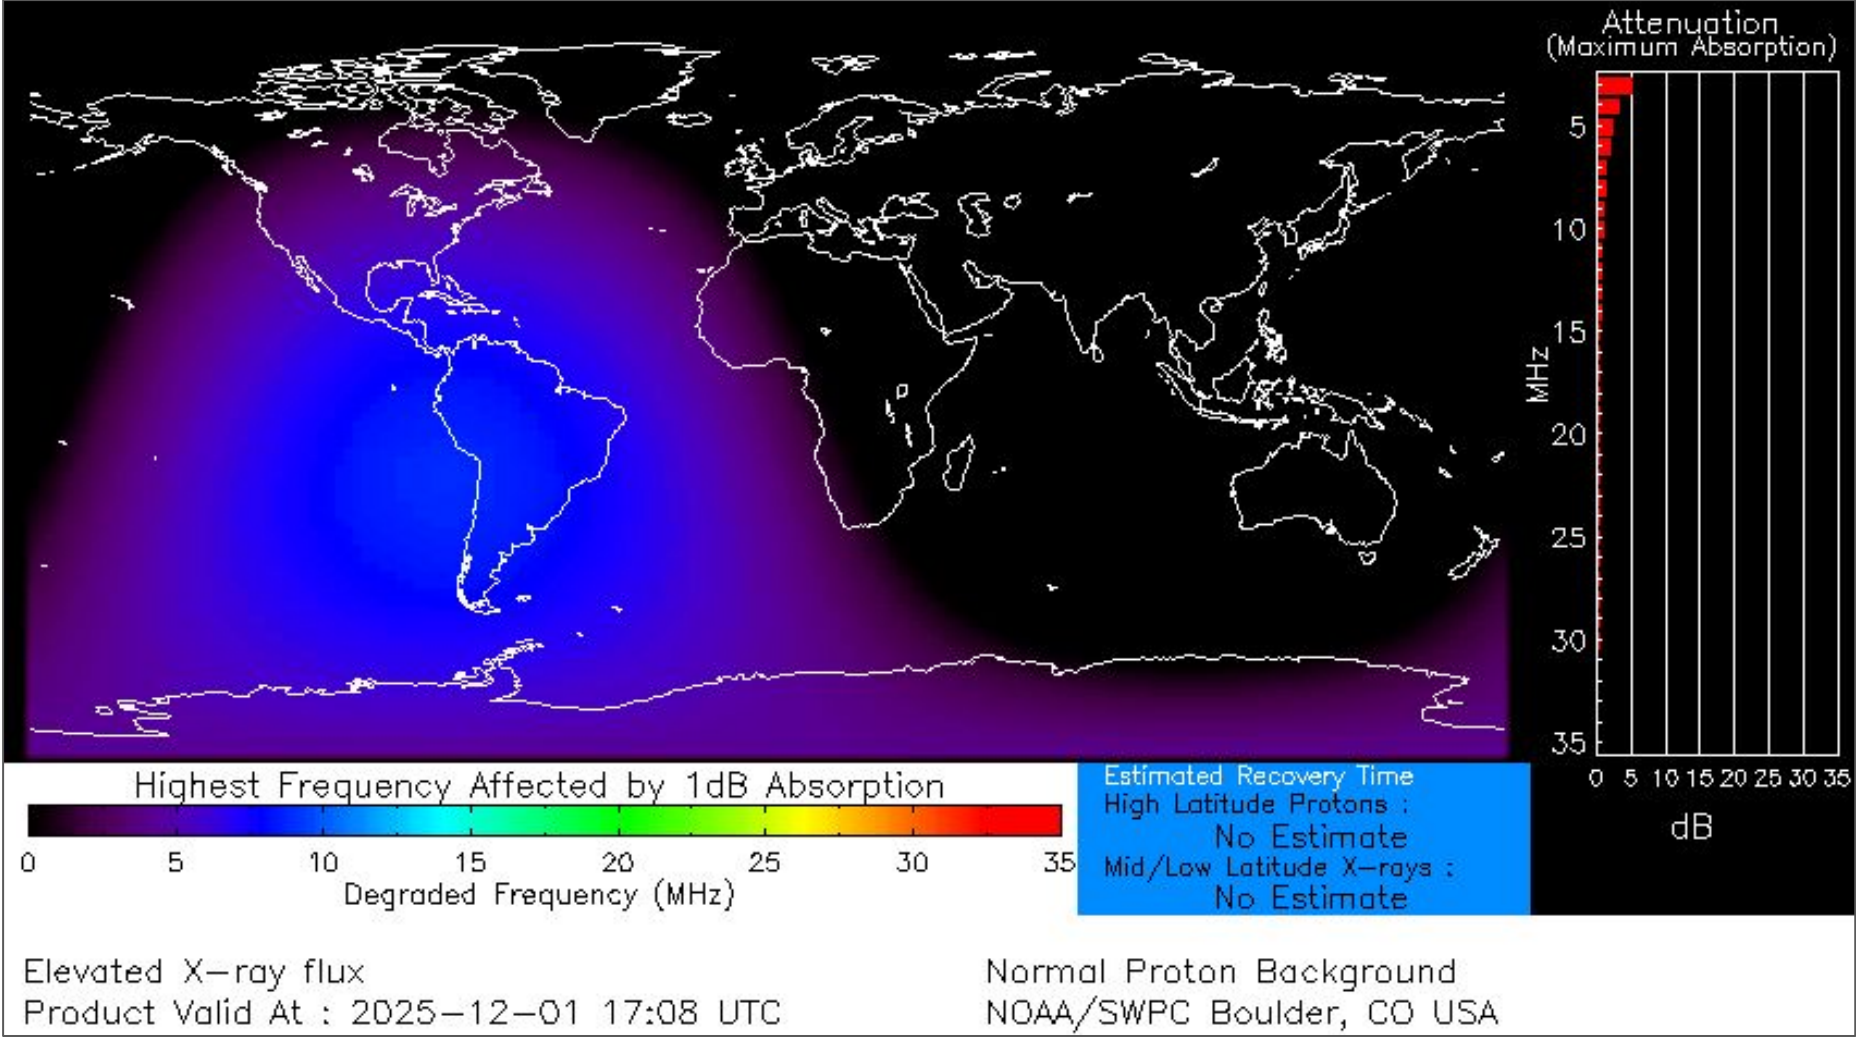 Attenuation
(Maximum Absorption)
5
10
15
20
25
30
35
MHz
0 5 10 15 20 25 30 35
dB
Highest Frequency Affected by 1dB Absorption
0 5 10 15 20 25 30 35
Degraded Frequency (MHz)
Estimated Recovery Time
High Latitude Protons :
No Estimate
Mid/Low Latitude X-rays :
No Estimate
Elevated X-ray flux
Product Valid At : 2025-12-01 17:08 UTC
Normal Proton Background
NOAA/SWPC Boulder, CO USA